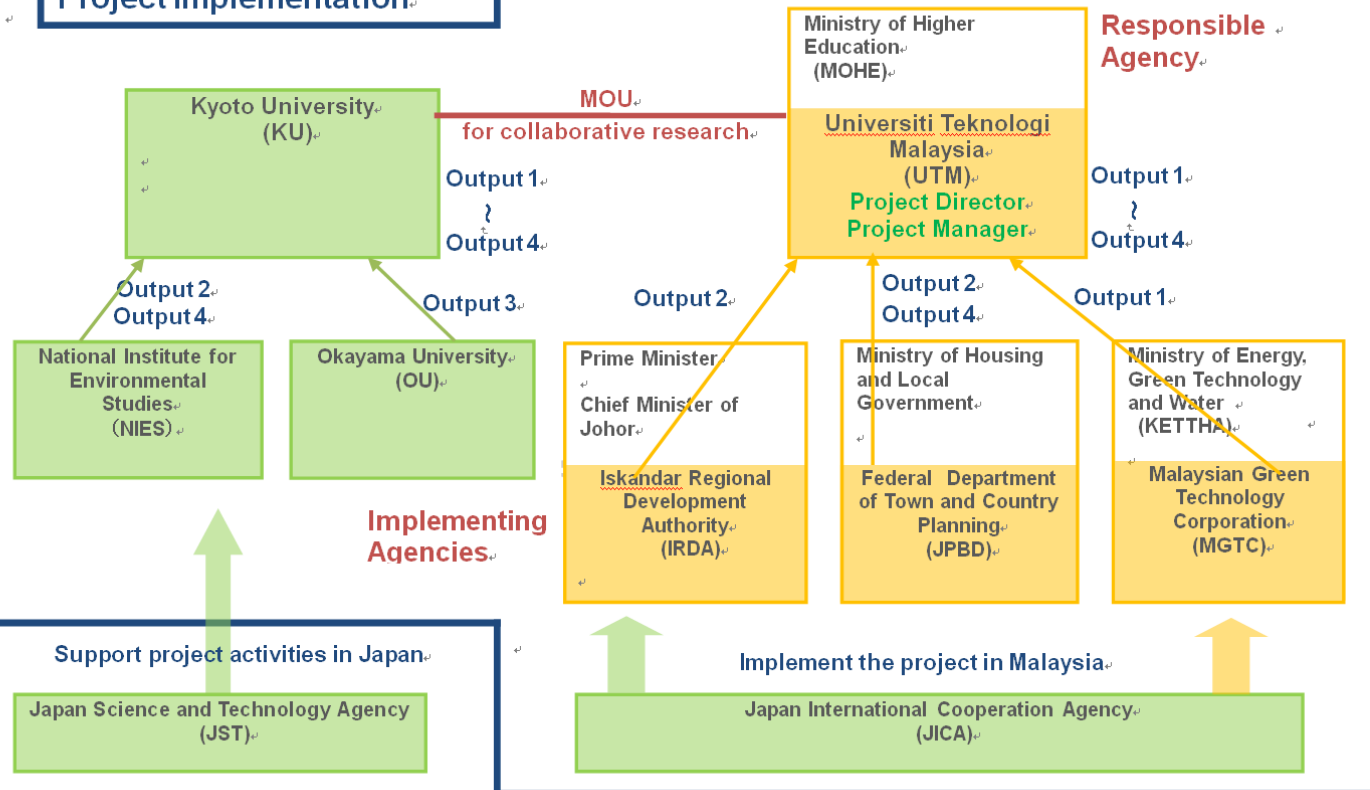 Project Implementation
Ministry of Higher
Education
(MOHE)
Responsible
Agency
Kyoto University
(KU)
MOU
for collaborative research
Universiti Teknologi
Malaysia
(UTM)
Project Director
Project Manager
Output 1
~
Output 4
Output 1
~
Output 4
Output 2
Output 4
Output 3
Output 2
Output 2
Output 4
Output 1
National Institute for
Environmental
Studies
(NIES)
Okayama University
(OU)
Prime Minister
Chief Minister of
Johor
Iskandar Regional
Development
Authority
(IRDA)
Ministry of Housing
and Local
Government
Federal Department
of Town and Country
Planning
(JPBD)
Ministry of Energy,
Green Technology
and Water
(KETTHA)
Malaysian Green
Technology
Corporation
(MGTC)
Implementing
Agencies
Support project activities in Japan
Implement the project in Malaysia
Japan Science and Technology Agency
(JST)
Japan International Cooperation Agency
(JICA)